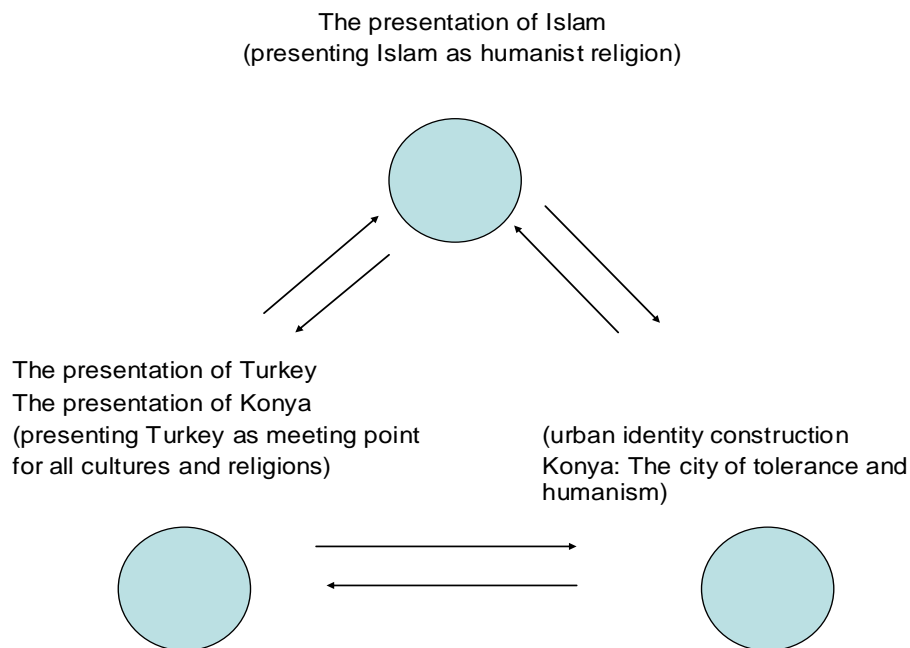 The presentation of Islam
(presenting Islam as humanist religion)
The presentation of Turkey
The presentation of Konya
(presenting Turkey as meeting point
for all cultures and religions)
(urban identity construction
Konya: The city of tolerance and
humanism)